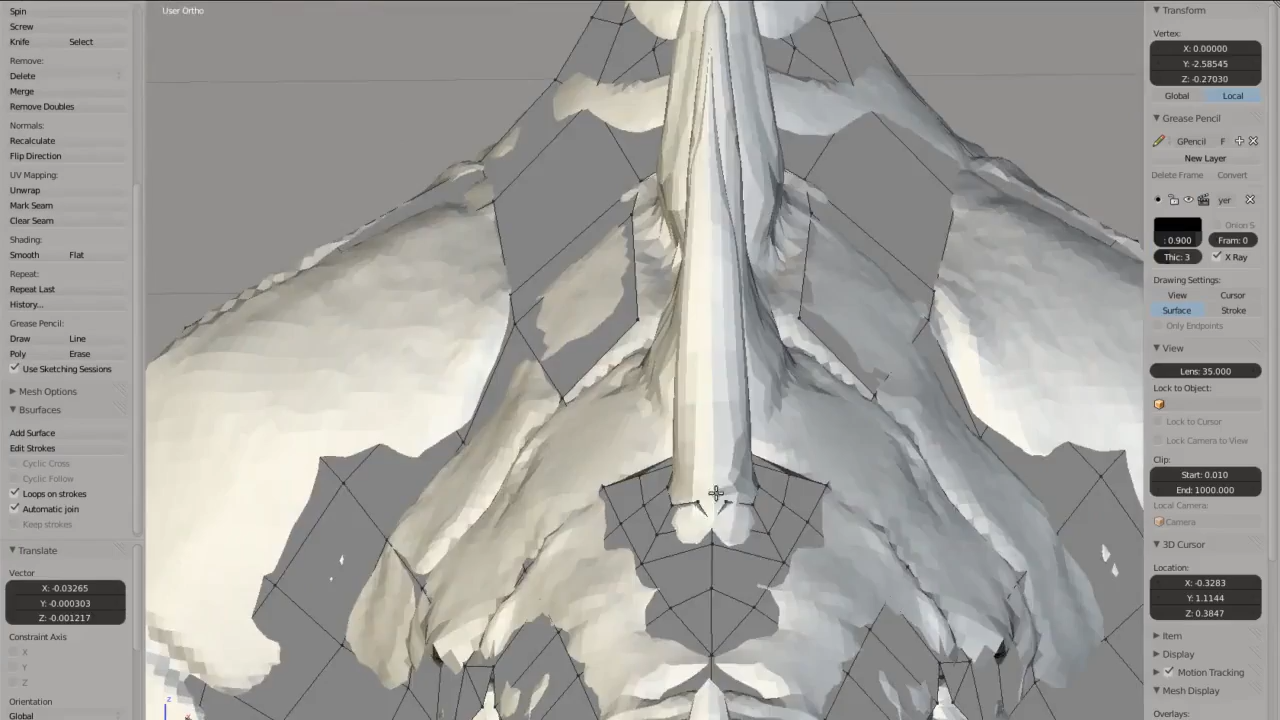 Spin
Screw
Knife Select
Remove:
Delete
Merge
Remove Doubles
Normals:
Recalculate
Flip Direction
UV Mapping:
Unwrap
Mark Seam
Clear Seam
Shading:
Smooth Flat
Repeat:
Repeat Last
History...
Grease Pencil:
Draw Line
Poly Erase
Use Sketching Sessions
Mesh Options
Bsurfaces
Add Surface
Edit Strokes
Cyclic Cross
Cyclic Follow
Loops on strokes
Automatic join
Keep strokes
Translate
Vector
X: -0.03265
Y: -0.000303
Z: -0.001217
Constraint Axis
X
Y
Z
Orientation
Global
User Ortho
z
Transform
Vertex:
X: 0.00000
Y: -2.58545
Z: -0.27030
Global Local
Grease Pencil
GPencil F
New Layer
Delete Frame Convert
yer
Onion S
: 0.900 Fram: 0
Thic: 3 X Ray
Drawing Settings:
View Cursor
Surface Stroke
Only Endpoints
View
Lens: 35.000
Lock to Object:
Lock to Cursor
Lock Camera to View
Clip:
Start: 0.010
End: 1000.000
Local Camera:
Camera
3D Cursor
Location:
X: -0.3283
Y: 1.1144
Z: 0.3847
Item
Display
Motion Tracking
Mesh Display
Overlays: